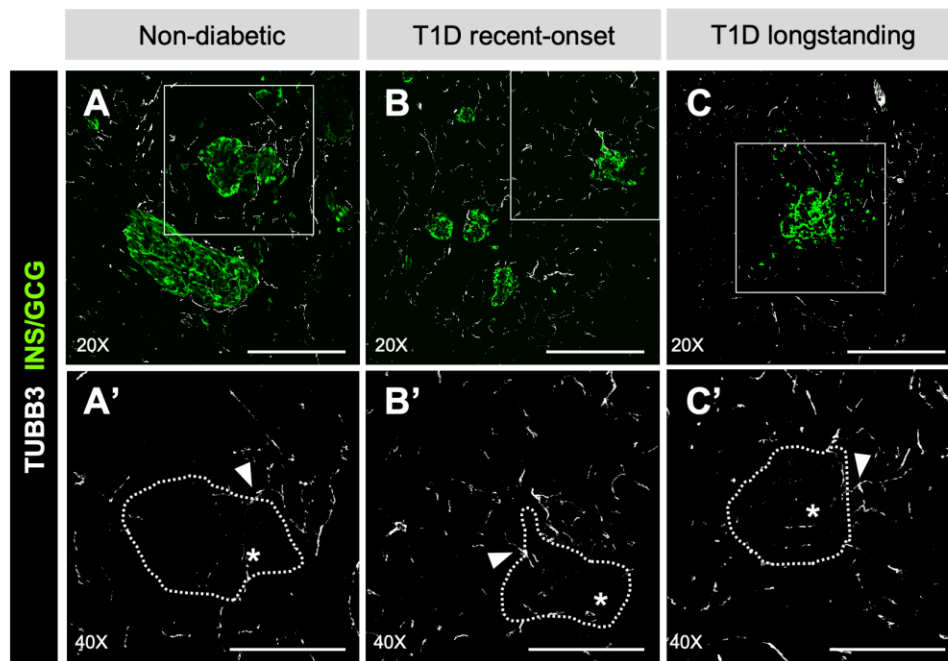 Non-diabetic
T1D recent-onset
T1D longstanding
TUBB3 INS/GCG
A
B
C
20X
20X
20X
A’
B’
C’
*
*
*
40X
40X
40X